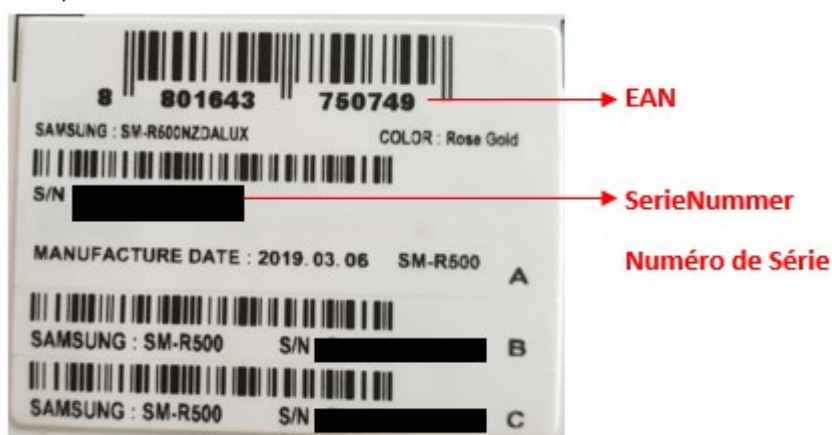 8 801643 750749
EAN
SAMSUNG : SM-R500NZDALUX COLOR : Rose Gold
S/N
SerieNummer
Numéro de Série
MANUFACTURE DATE : 2019.03.06 SM-R500
A
SAMSUNG : SM-R500 S/N B
SAMSUNG : SM-R500 S/N C